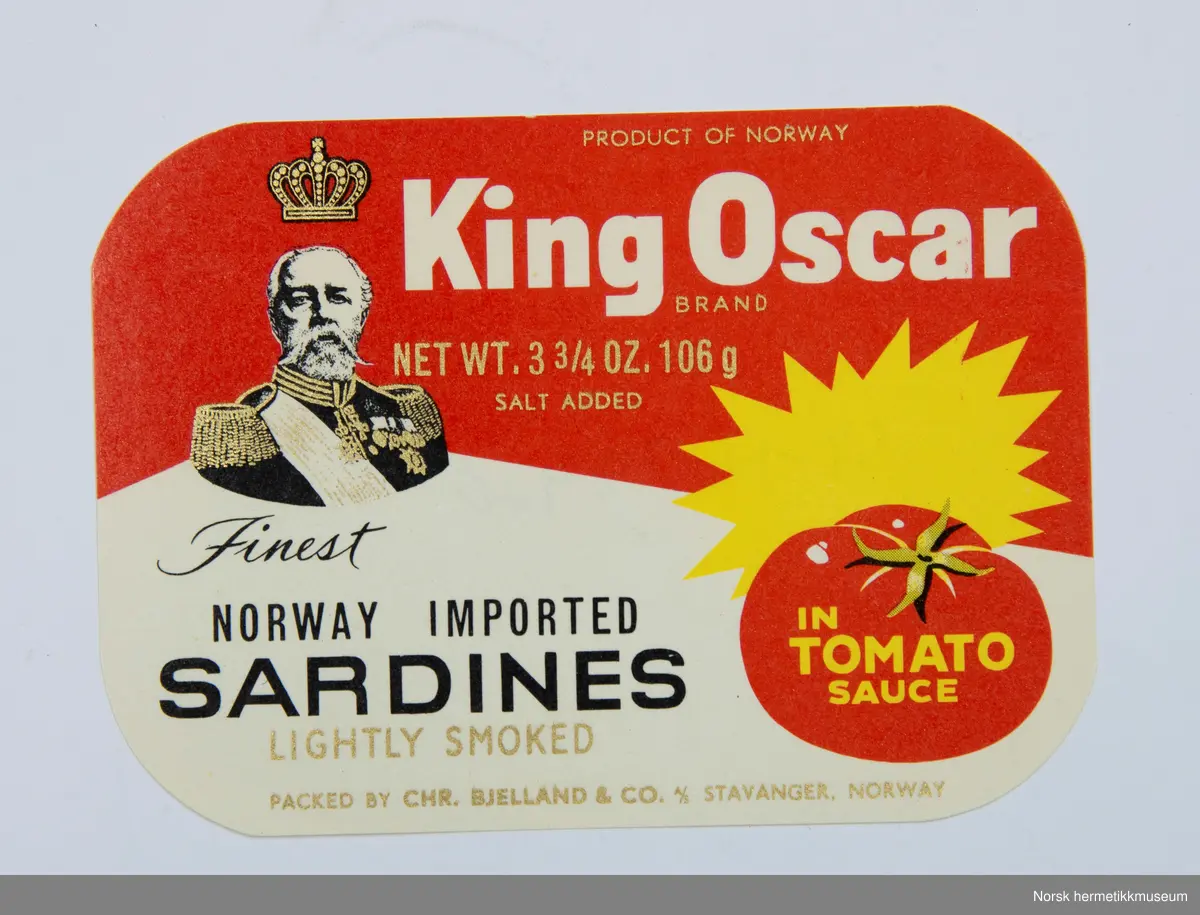 PRODUCT OF NORWAY
King Oscar
BRAND
NET WT. 3 3/4 OZ. 106 g
SALT ADDED
Finest
NORWAY IMPORTED
SARDINES
LIGHTLY SMOKED
IN
TOMATO
SAUCE
PACKED BY CHR. BJELLAND & CO. A/S STAVANGER, NORWAY
Norsk hermetikkmuseum